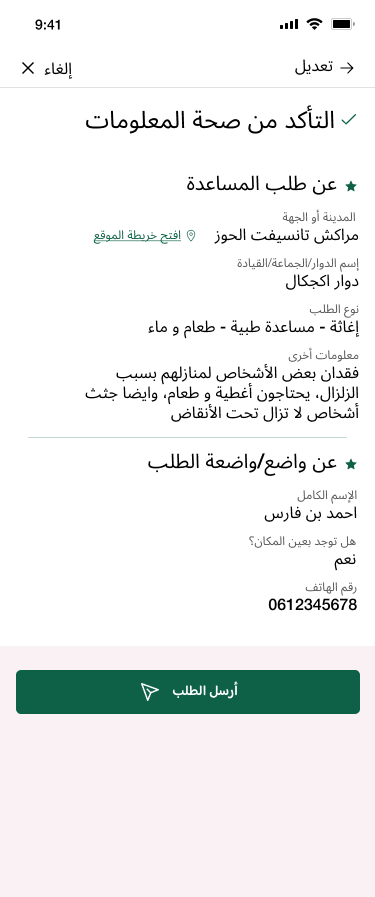 9:41
تعديل
إلغاء
التأكد من صحة المعلومات
عن طلب المساعدة
المدينة أو الجهة
مراكش تانسيفت الحوز
افتح خريطة الموقع
إسم الدوار/الجماعة/القيادة
دوار اكجكال
نوع الطلب
إغاثة - مساعدة طبية - طعام و ماء
معلومات أخرى
فقدان بعض الأشخاص لمنازلهم بسبب
الزلزال، يحتاجون أغطية و طعام، وايضا جثث
أشخاص لا تزال تحت الأنقاض
عن واضع/واضعة الطلب
الإسم الكامل
احمد بن فارس
هل توجد بعين المكان؟
نعم
رقم الهاتف
0612345678
أرسل الطلب